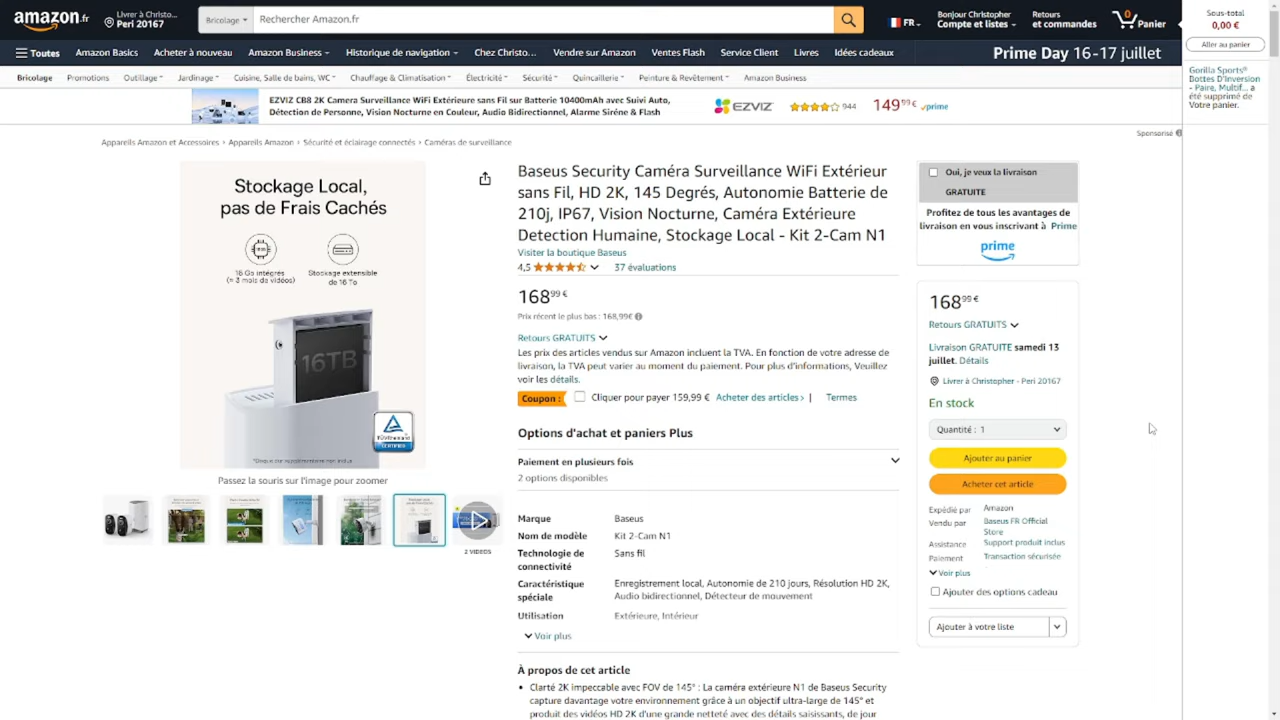 amazon.fr
Livrer à Christo...
Peri 20167
Bricolage
Rechercher Amazon.fr
FR
Bonjour Christopher
Compte et listes
Retours
et commandes
0
Panier
Toutes
Amazon Basics
Acheter à nouveau
Amazon Business
Historique de navigation
Chez Christo...
Vendre sur Amazon
Ventes Flash
Service Client
Livres
Idées cadeaux
Prime Day 16-17 juillet
Bricolage
Promotions
Outillage
Jardinage
Cuisine, Salle de bains, WC
Chauffage & Climatisation
Électricité
Sécurité
Quincaillerie
Peinture & Revêtement
Amazon Business
EZVIZ CB8 2K Camera Surveillance WiFi Extérieure sans Fil sur Batterie 10400mAh avec Suivi Auto,
Détection de Personne, Vision Nocturne en Couleur, Audio Bidirectionnel, Alarme Sirène & Flash
EZVIZ
944
149,99€
prime
Sponsorisé
Sous-total
0,00 €
Aller au panier
Gorilla Sports®
Bottes D'Inversion
- Paire, Multif... a
été supprimé de
Votre panier.
Appareils Amazon et Accessoires › Appareils Amazon › Sécurité et éclairage connectés › Caméras de surveillance
Stockage Local,
pas de Frais Cachés
16 Go intégrés
(≈ 3 mois de vidéos)
Stockage extensible
de 16 To
16TB
TÜVRheinland
CERTIFIED
*Disque dur supplémentaire non inclus
Passez la souris sur l'image pour zoomer
2 VIDEOS
Baseus Security Caméra Surveillance WiFi Extérieur
sans Fil, HD 2K, 145 Degrés, Autonomie Batterie de
210j, IP67, Vision Nocturne, Caméra Extérieure
Detection Humaine, Stockage Local - Kit 2-Cam N1
Visiter la boutique Baseus
4,5
37 évaluations
168,99 €
Prix récent le plus bas : 168,99€
Retours GRATUITS
Les prix des articles vendus sur Amazon incluent la TVA. En fonction de votre adresse de
livraison, la TVA peut varier au moment du paiement. Pour plus d'informations, Veuillez
voir les détails.
Coupon :
Cliquer pour payer 159,99 €
Acheter des articles › |
Termes
Options d'achat et paniers Plus
Paiement en plusieurs fois
2 options disponibles
Marque
Baseus
Nom de modèle
Kit 2-Cam N1
Technologie de
connectivité
Sans fil
Caractéristique
spéciale
Enregistrement local, Autonomie de 210 jours, Résolution HD 2K,
Audio bidirectionnel, Détecteur de mouvement
Utilisation
Extérieure, Intérieur
Voir plus
À propos de cet article
• Clarté 2K impeccable avec FOV de 145° : La caméra extérieure N1 de Baseus Security
capture davantage votre environnement grâce à un objectif ultra-large de 145° et
produit des vidéos HD 2K d'une grande netteté avec des détails saisissants, de jour
Oui, je veux la livraison
GRATUITE
Profitez de tous les avantages de
livraison en vous inscrivant à Prime
prime
168,99 €
Retours GRATUITS
Livraison GRATUITE samedi 13
juillet. Détails
Livrer à Christopher - Peri 20167
En stock
Quantité : 1
Ajouter au panier
Acheter cet article
Expédié par
Amazon
Vendu par
Baseus FR Official
Store
Assistance
Support produit inclus
Paiement
Transaction sécurisée
Voir plus
Ajouter des options cadeau
Ajouter à votre liste